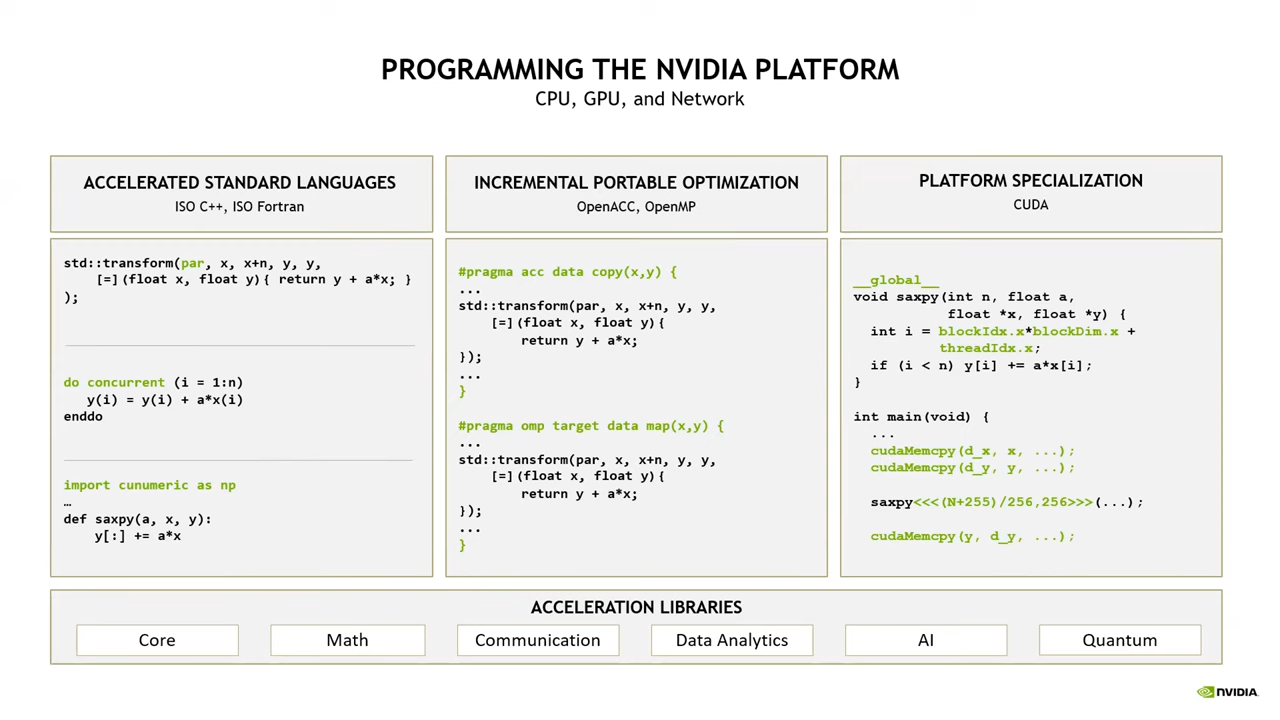 PROGRAMMING THE NVIDIA PLATFORM
CPU, GPU, and Network
ACCELERATED STANDARD LANGUAGES
ISO C++, ISO Fortran
std::transform(par, x, x+n, y, y,
    [=](float x, float y){ return y + a*x; }
);
do concurrent (i = 1:n)
   y(i) = y(i) + a*x(i)
enddo
import cunumeric as np
…
def saxpy(a, x, y):
    y[:] += a*x
INCREMENTAL PORTABLE OPTIMIZATION
OpenACC, OpenMP
#pragma acc data copy(x,y) {
...
std::transform(par, x, x+n, y, y,
    [=](float x, float y){
        return y + a*x;
});
...
}
#pragma omp target data map(x,y) {
...
std::transform(par, x, x+n, y, y,
    [=](float x, float y){
        return y + a*x;
});
...
}
PLATFORM SPECIALIZATION
CUDA
__global__
void saxpy(int n, float a,
           float *x, float *y) {
  int i = blockIdx.x*blockDim.x +
          threadIdx.x;
  if (i < n) y[i] += a*x[i];
}
int main(void) {
  ...
  cudaMemcpy(d_x, x, ...);
  cudaMemcpy(d_y, y, ...);
  saxpy<<<(N+255)/256,256>>>(...);
  cudaMemcpy(y, d_y, ...);
ACCELERATION LIBRARIES
Core
Math
Communication
Data Analytics
AI
Quantum
NVIDIA.